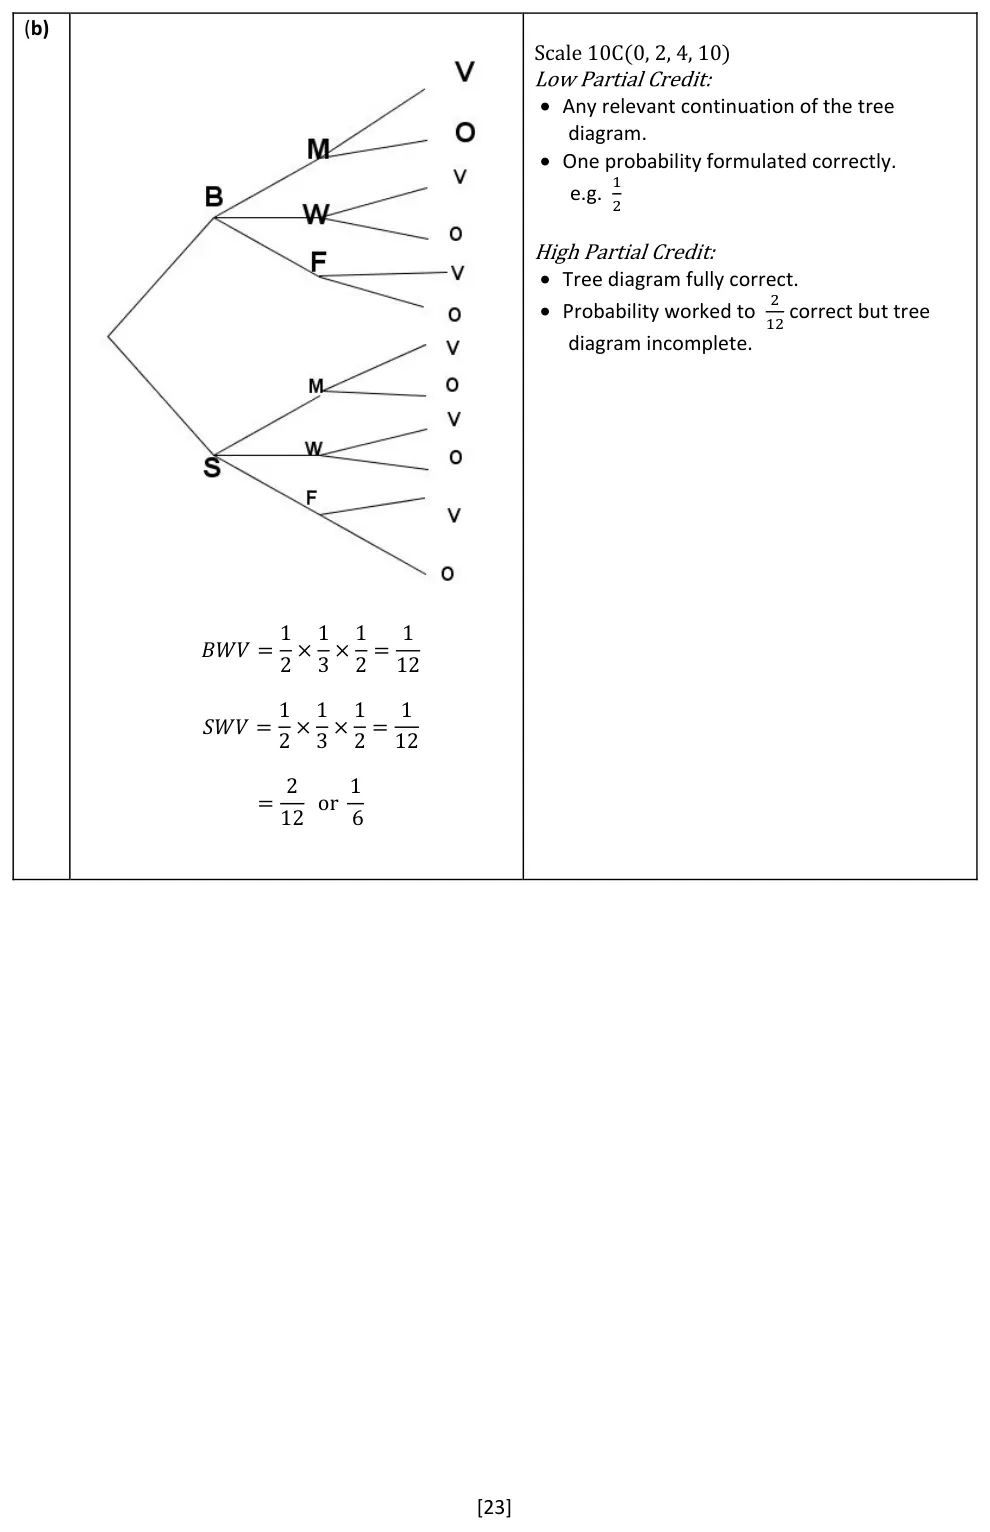 (b)
V
O
M
V
B
W
O
F
V
O
V
M
O
V
W
O
S
F
V
O
BWV = 1/2 × 1/3 × 1/2 = 1/12
SWV = 1/2 × 1/3 × 1/2 = 1/12
= 2/12 or 1/6
Scale 10C(0, 2, 4, 10)
Low Partial Credit:
• Any relevant continuation of the tree
diagram.
• One probability formulated correctly.
e.g. 1/2
High Partial Credit:
• Tree diagram fully correct.
• Probability worked to 2/12 correct but tree
diagram incomplete.
[23]